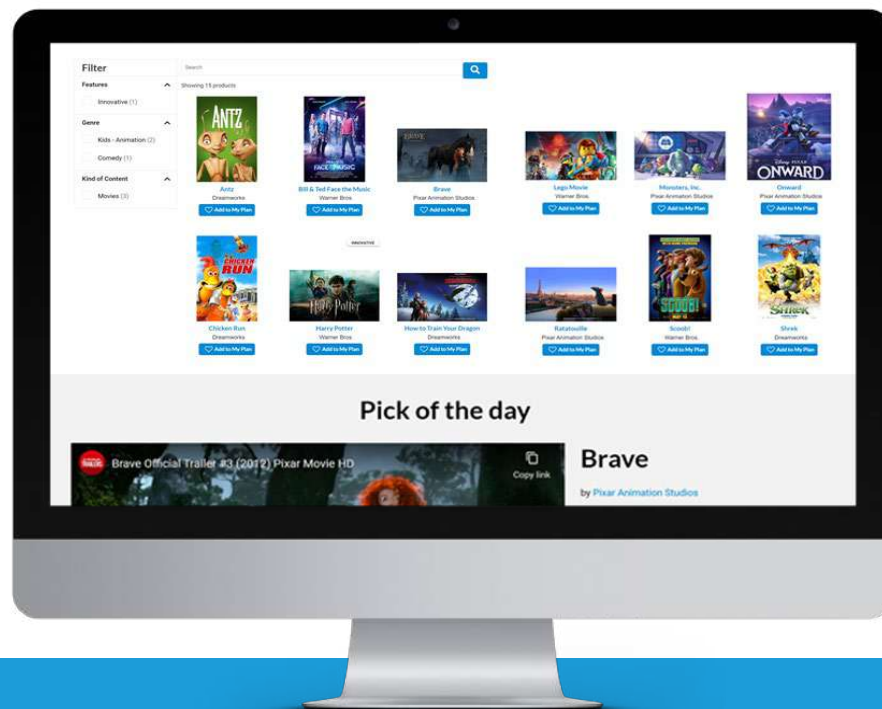 Filter
Search
Features
Showing 15 products
Innovative (1)
Genre
Kids - Animation (2)
Comedy (1)
Kind of Content
Movies (3)
ANTZ
FACE MUSIC
BRAVE
Disney PIXAR
ONWARD
Antz
Bill & Ted Face the Music
Brave
Lego Movie
Monsters, Inc.
Onward
Dreamworks
Warner Bros.
Pixar Animation Studios
Warner Bros.
Pixar Animation Studios
Pixar Animation Studios
Add to My Plan
Add to My Plan
Add to My Plan
Add to My Plan
Add to My Plan
Add to My Plan
INNOVATIVE
CHICKEN
RUN
Harry Potter
SCOOB!
SHREK
Chicken Run
Harry Potter
How to Train Your Dragon
Ratatouille
Scoob!
Shrek
Dreamworks
Warner Bros.
Dreamworks
Pixar Animation Studios
Warner Bros.
Dreamworks
Add to My Plan
Add to My Plan
Add to My Plan
Add to My Plan
Add to My Plan
Add to My Plan
Pick of the day
Brave Official Trailer #3 (2012) Pixar Movie HD
Copy link
Brave
by Pixar Animation Studios